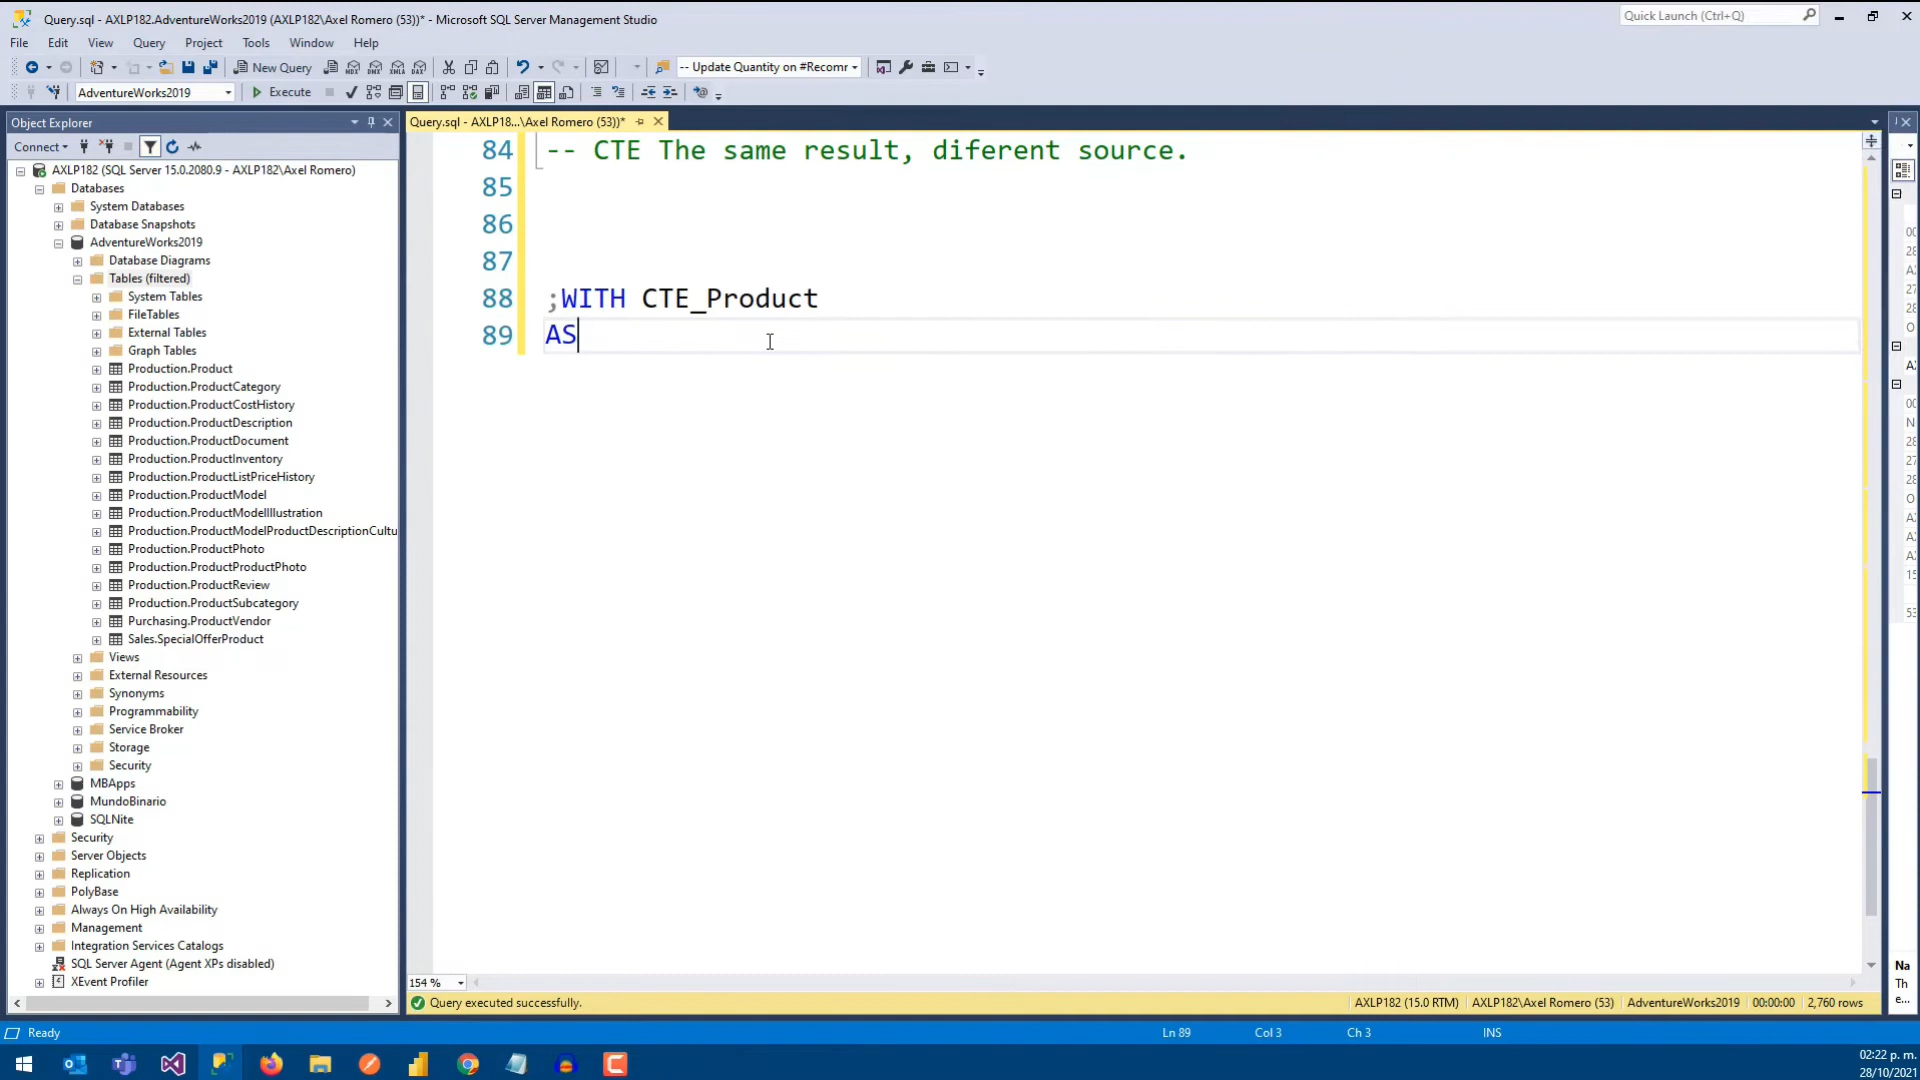 Query.sql - AXLP182.AdventureWorks2019 (AXLP182\Axel Romero (53))* - Microsoft SQL Server Management Studio
Quick Launch (Ctrl+Q)
File Edit View Query Project Tools Window Help
New Query
MDX DMX XMLA DAX
-- Update Quantity on #Recomr
AdventureWorks2019
Execute
Object Explorer
Query.sql - AXLP18...\Axel Romero (53))*
Connect
AXLP182 (SQL Server 15.0.2080.9 - AXLP182\Axel Romero)
Databases
System Databases
Database Snapshots
AdventureWorks2019
Database Diagrams
Tables (filtered)
System Tables
FileTables
External Tables
Graph Tables
Production.Product
Production.ProductCategory
Production.ProductCostHistory
Production.ProductDescription
Production.ProductDocument
Production.ProductInventory
Production.ProductListPriceHistory
Production.ProductModel
Production.ProductModelIllustration
Production.ProductModelProductDescriptionCultu
Production.ProductPhoto
Production.ProductProductPhoto
Production.ProductReview
Production.ProductSubcategory
Purchasing.ProductVendor
Sales.SpecialOfferProduct
Views
External Resources
Synonyms
Programmability
Service Broker
Storage
Security
MBApps
MundoBinario
SQLNite
Security
Server Objects
Replication
PolyBase
Always On High Availability
Management
Integration Services Catalogs
SQL Server Agent (Agent XPs disabled)
XEvent Profiler
84 -- CTE The same result, diferent source.
85
86
87
88 ;WITH CTE_Product
89 AS
154 %
Query executed successfully.
AXLP182 (15.0 RTM) AXLP182\Axel Romero (53) AdventureWorks2019 00:00:00 2,760 rows
Na
Th
e...
Ready
Ln 89 Col 3 Ch 3 INS
02:22 p. m.
28/10/2021